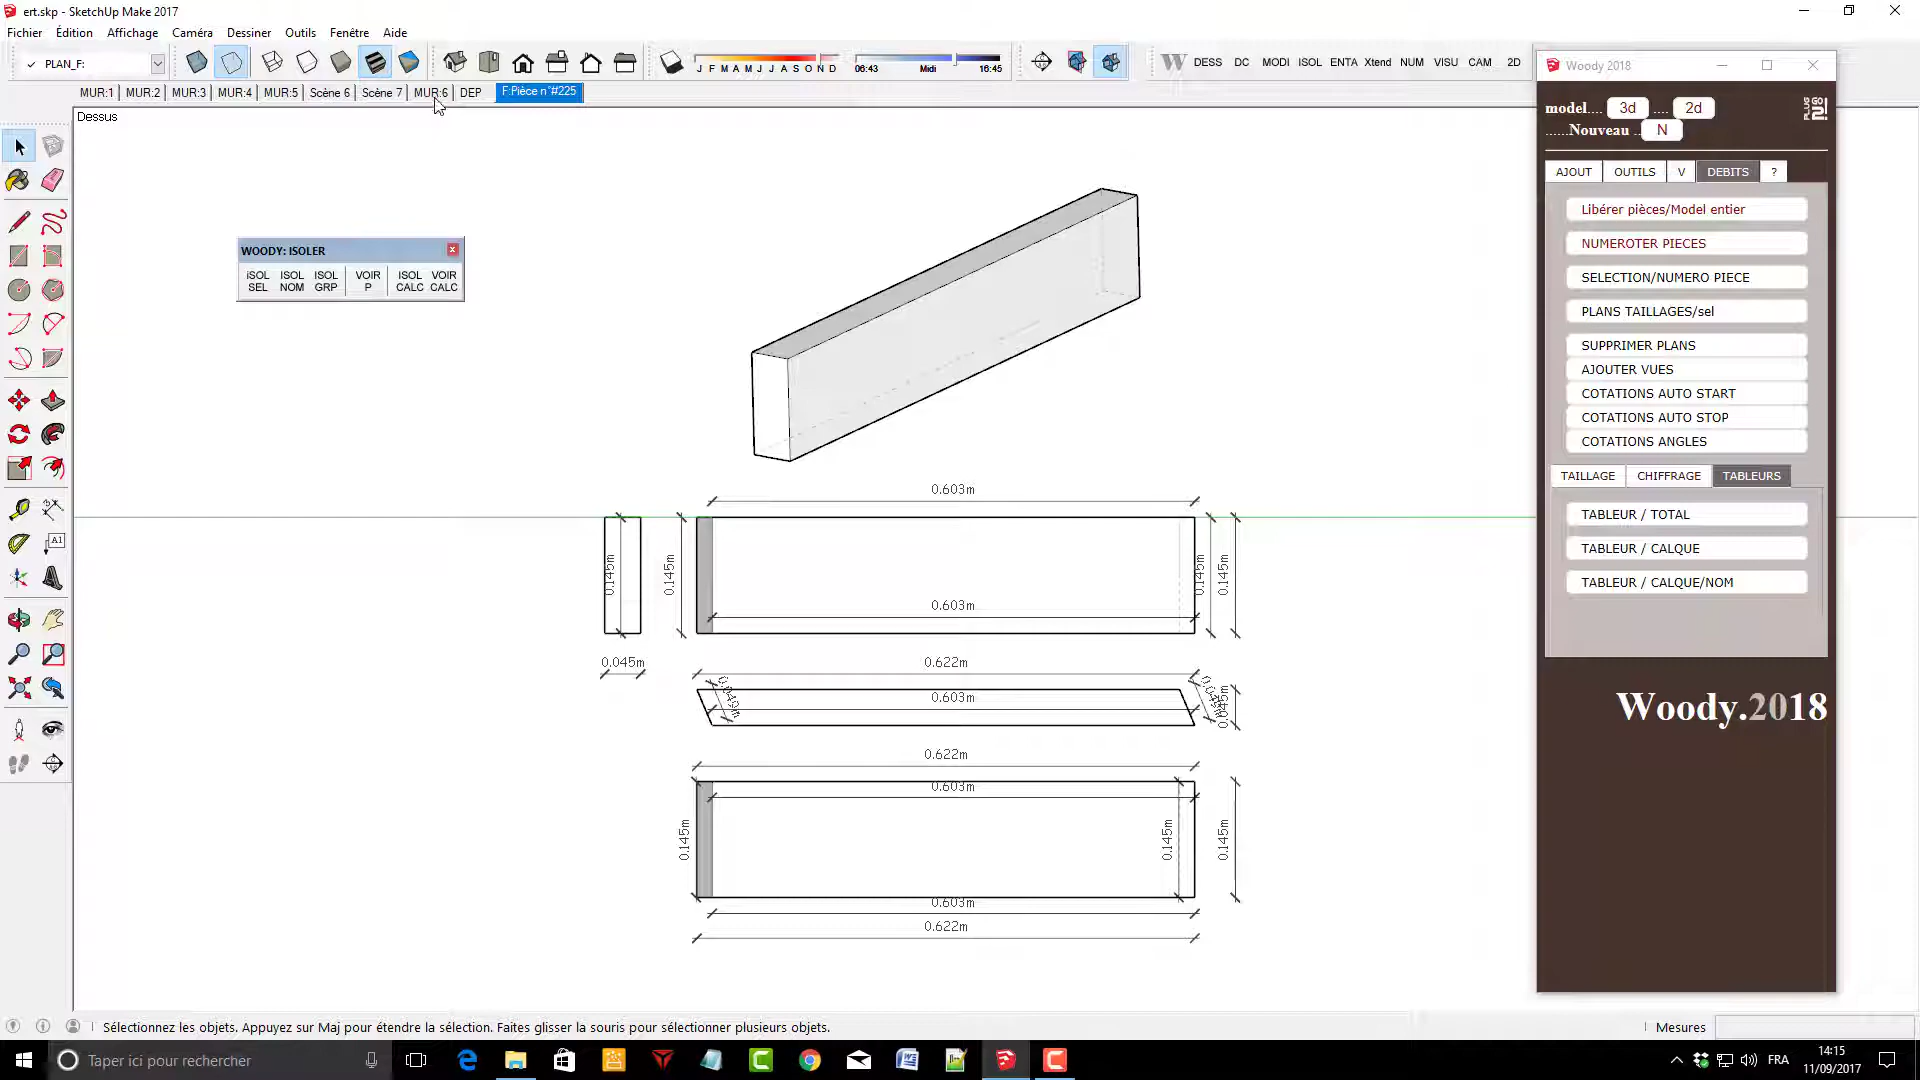 ert.skp - SketchUp Make 2017
Fichier Édition Affichage Caméra Dessiner Outils Fenêtre Aide
PLAN_F:
J F M A M J J A S O N D
06:43 Midi 16:45
DESS DC MODI ISOL ENTA Xtend NUM VISU CAM 2D
MUR:1 MUR:2 MUR:3 MUR:4 MUR:5 Scène 6 Scène 7 MUR:6 DEP F:Pièce n°#225
Dessus
WOODY: ISOLER
iSOL SEL
ISOL NOM
ISOL GRP
VOIR P
ISOL CALC
VOIR CALC
A1
0.603m
0.145m
0.145m
0.603m
0.145m
0.145m
0.045m
0.622m
0.049m
0.603m
0.049m
0.045m
0.622m
0.603m
0.145m
0.145m
0.145m
0.603m
0.622m
Woody 2018
model.... 3d .... 2d
......Nouveau .. N
PLUG
AJOUT OUTILS V DEBITS ?
Libérer pièces/Model entier
NUMEROTER PIECES
SELECTION/NUMERO PIECE
PLANS TAILLAGES/sel
SUPPRIMER PLANS
AJOUTER VUES
COTATIONS AUTO START
COTATIONS AUTO STOP
COTATIONS ANGLES
TAILLAGE CHIFFRAGE TABLEURS
TABLEUR / TOTAL
TABLEUR / CALQUE
TABLEUR / CALQUE/NOM
Woody.2018
Sélectionnez les objets. Appuyez sur Maj pour étendre la sélection. Faites glisser la souris pour sélectionner plusieurs objets.
Mesures
Taper ici pour rechercher
FRA
14:15
11/09/2017